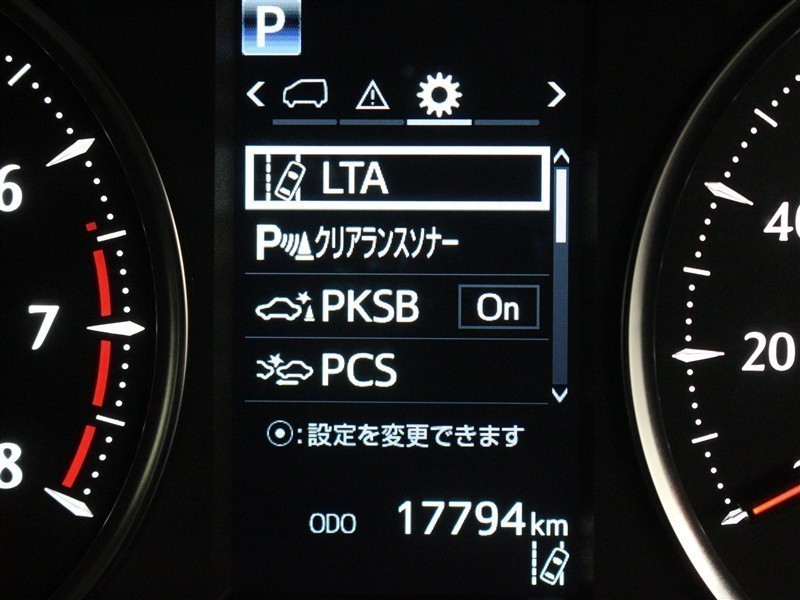 P
LTA
Pクリアランスソナー
PKSB On
PCS
:設定を変更できます
ODO 17794km
6
7
8
40
20